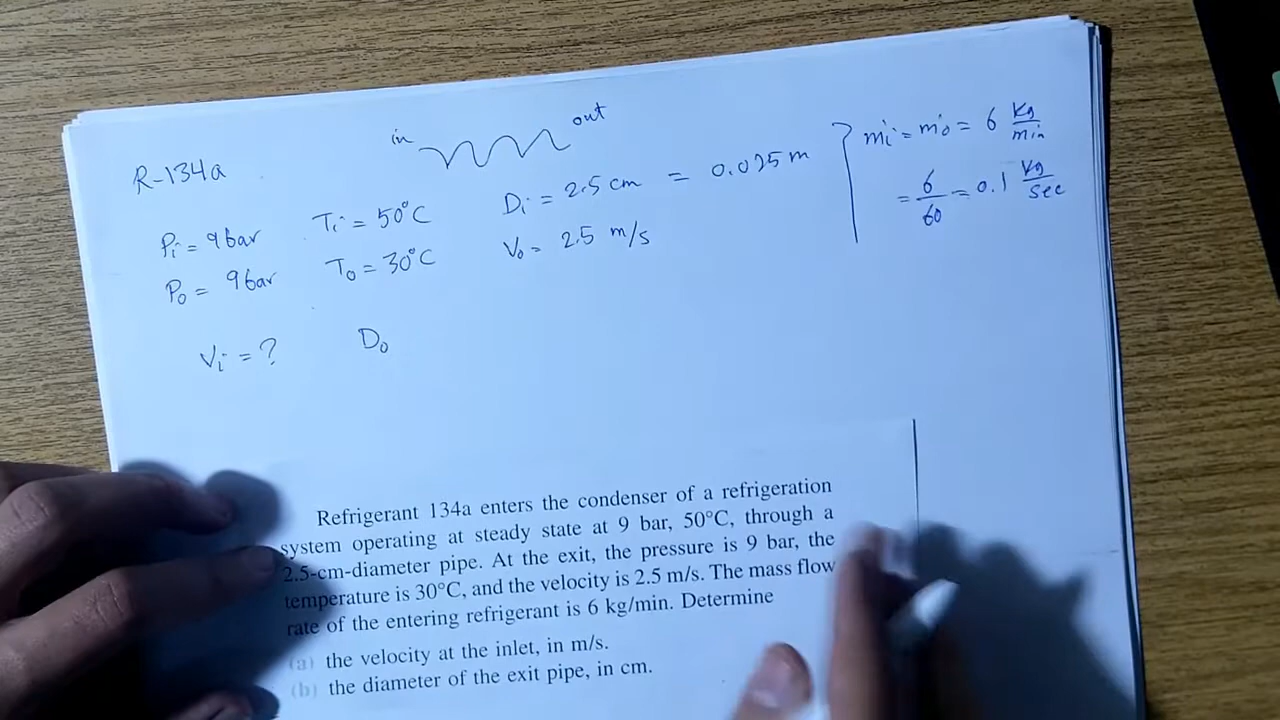 in out
R-134a
Pi = 9bar Ti = 50°C Di = 2.5 cm = 0.025 m
Po = 9bar To = 30°C Vo = 2.5 m/s
mi = mo = 6 Kg/min
= 6/60 = 0.1 Kg/sec
Vi = ? Do
Refrigerant 134a enters the condenser of a refrigeration
system operating at steady state at 9 bar, 50°C, through a
2.5-cm-diameter pipe. At the exit, the pressure is 9 bar, the
temperature is 30°C, and the velocity is 2.5 m/s. The mass flow
rate of the entering refrigerant is 6 kg/min. Determine
(a) the velocity at the inlet, in m/s.
(b) the diameter of the exit pipe, in cm.